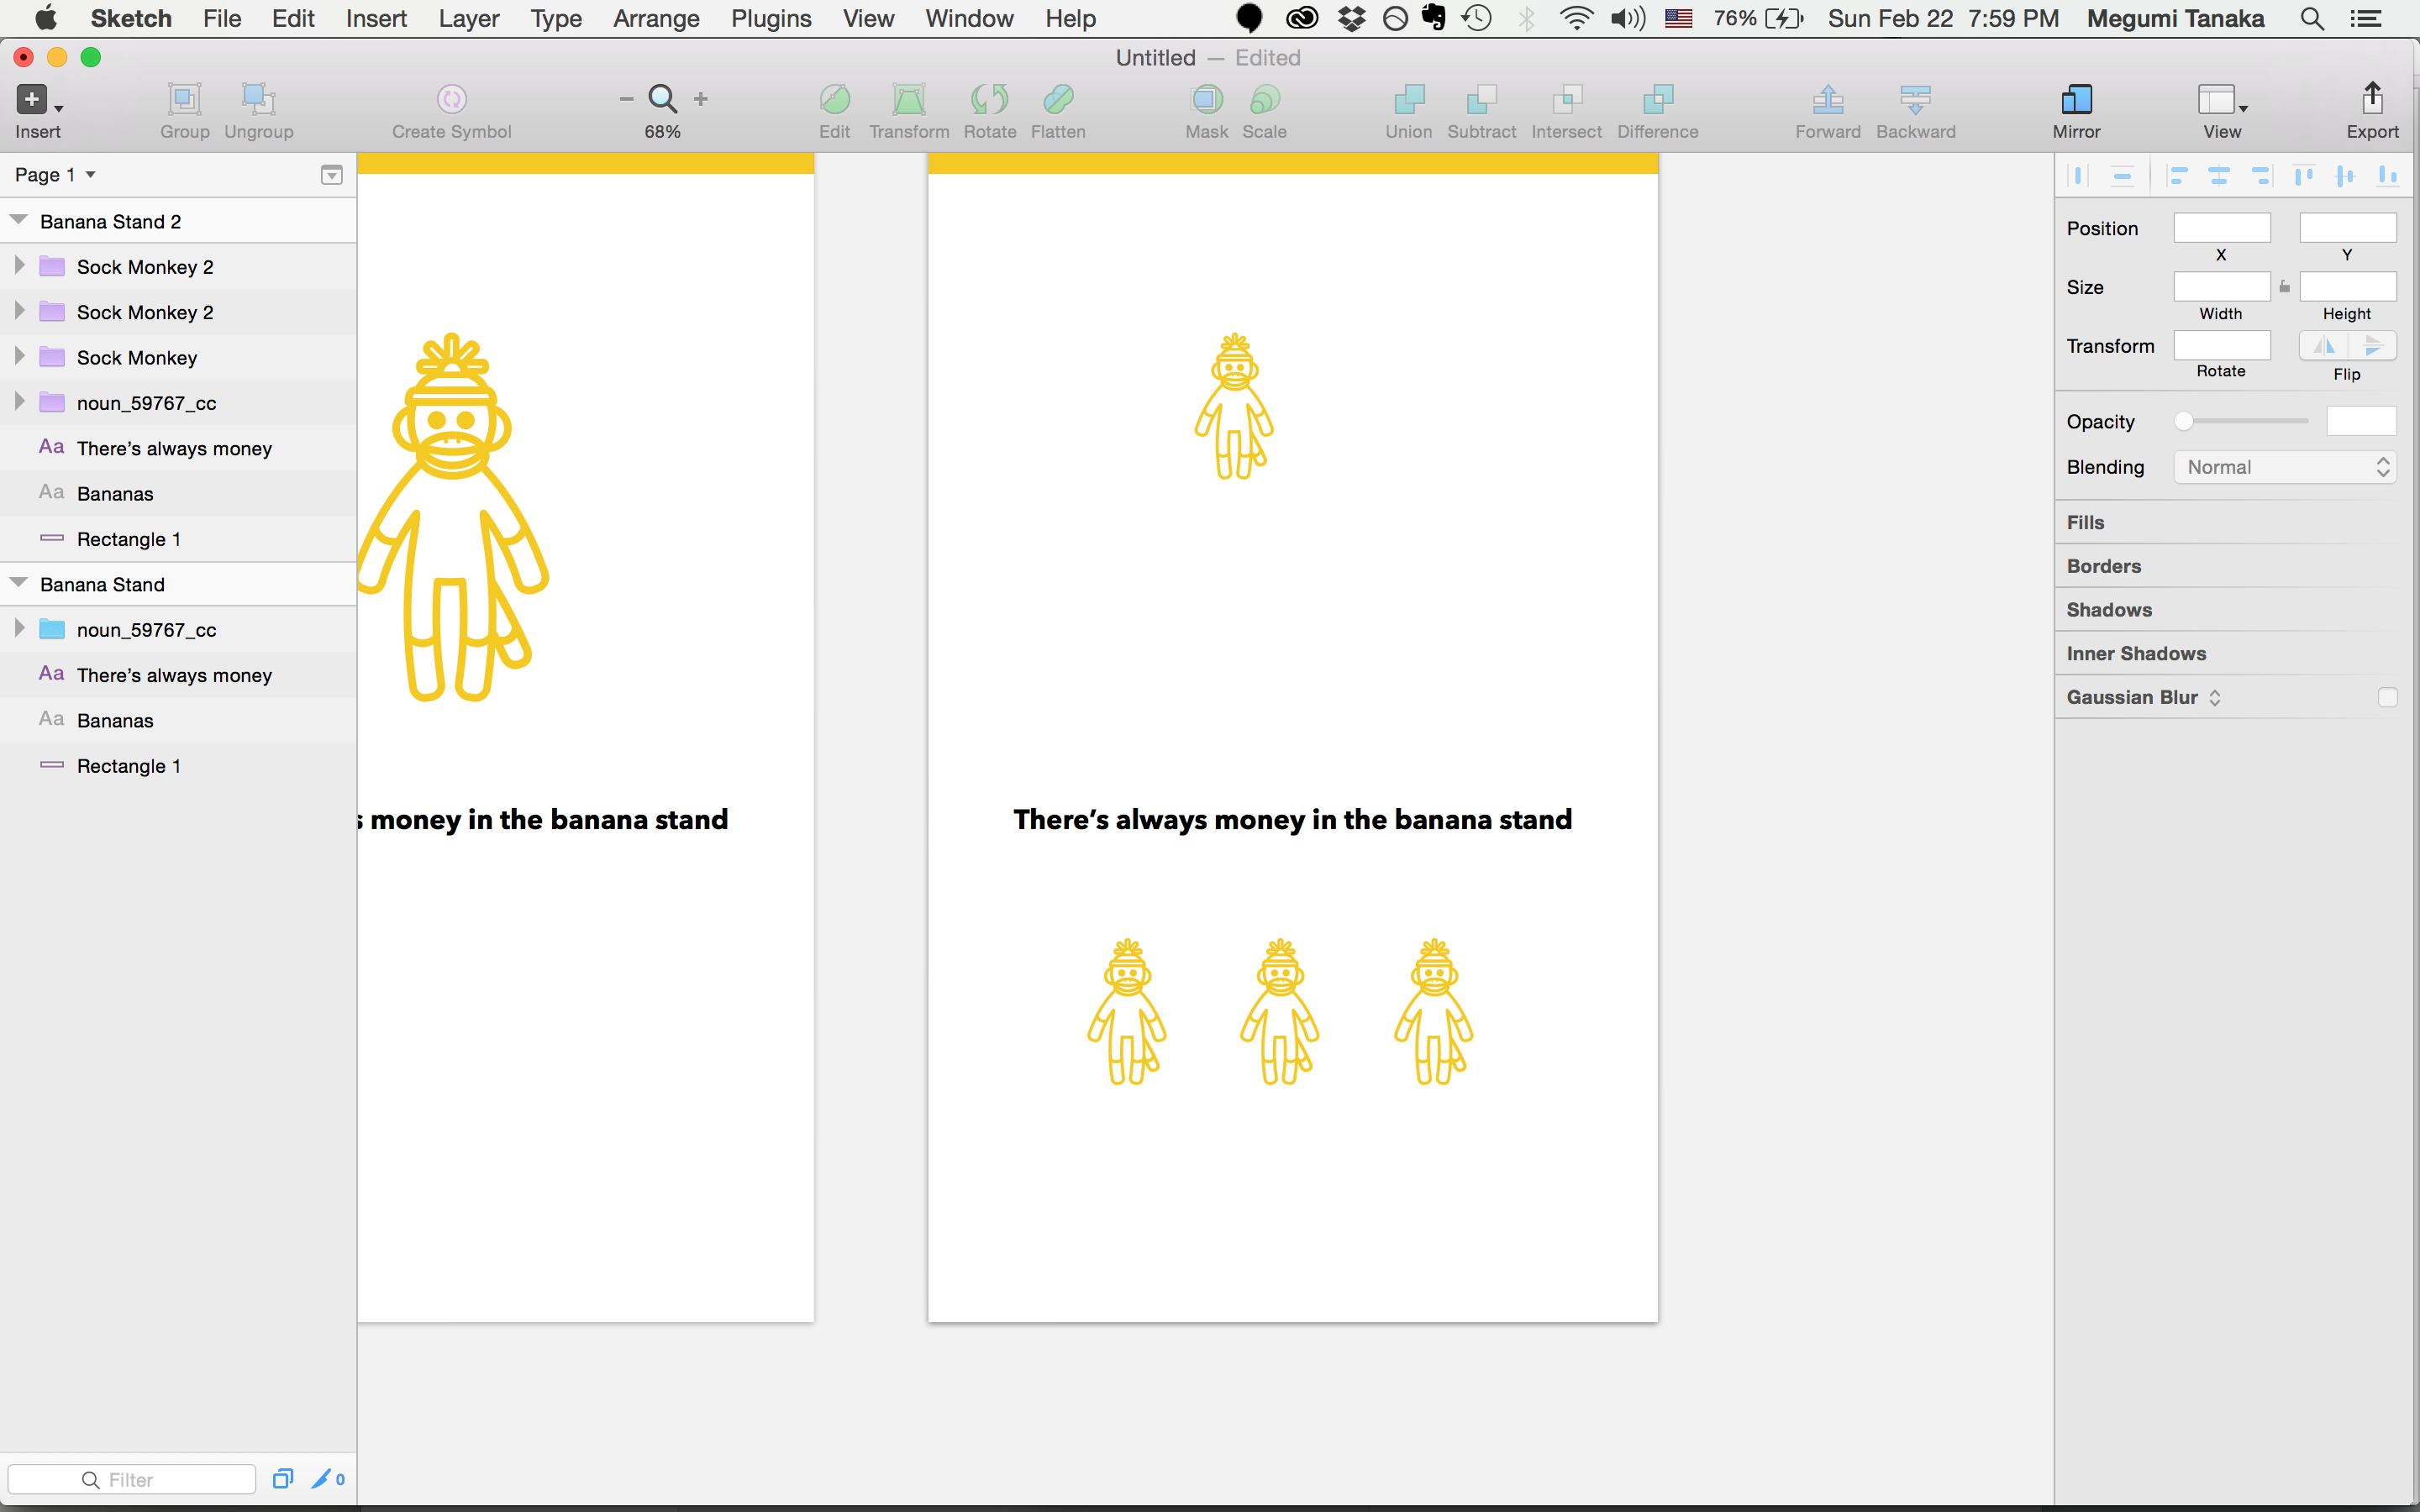 Sketch File Edit Insert Layer Type Arrange Plugins View Window Help 76% Sun Feb 22 7:59 PM Megumi Tanaka
Untitled — Edited
Insert Group Ungroup Create Symbol 68% Edit Transform Rotate Flatten Mask Scale Union Subtract Intersect Difference Forward Backward Mirror View Export
Page 1
Banana Stand 2
Sock Monkey 2
Sock Monkey 2
Sock Monkey
noun_59767_cc
Aa There’s always money
Aa Bananas
Rectangle 1
Banana Stand
noun_59767_cc
Aa There’s always money
Aa Bananas
Rectangle 1
Filter 0
s money in the banana stand
There’s always money in the banana stand
Position
X Y
Size
Width Height
Transform
Rotate Flip
Opacity
Blending Normal
Fills
Borders
Shadows
Inner Shadows
Gaussian Blur